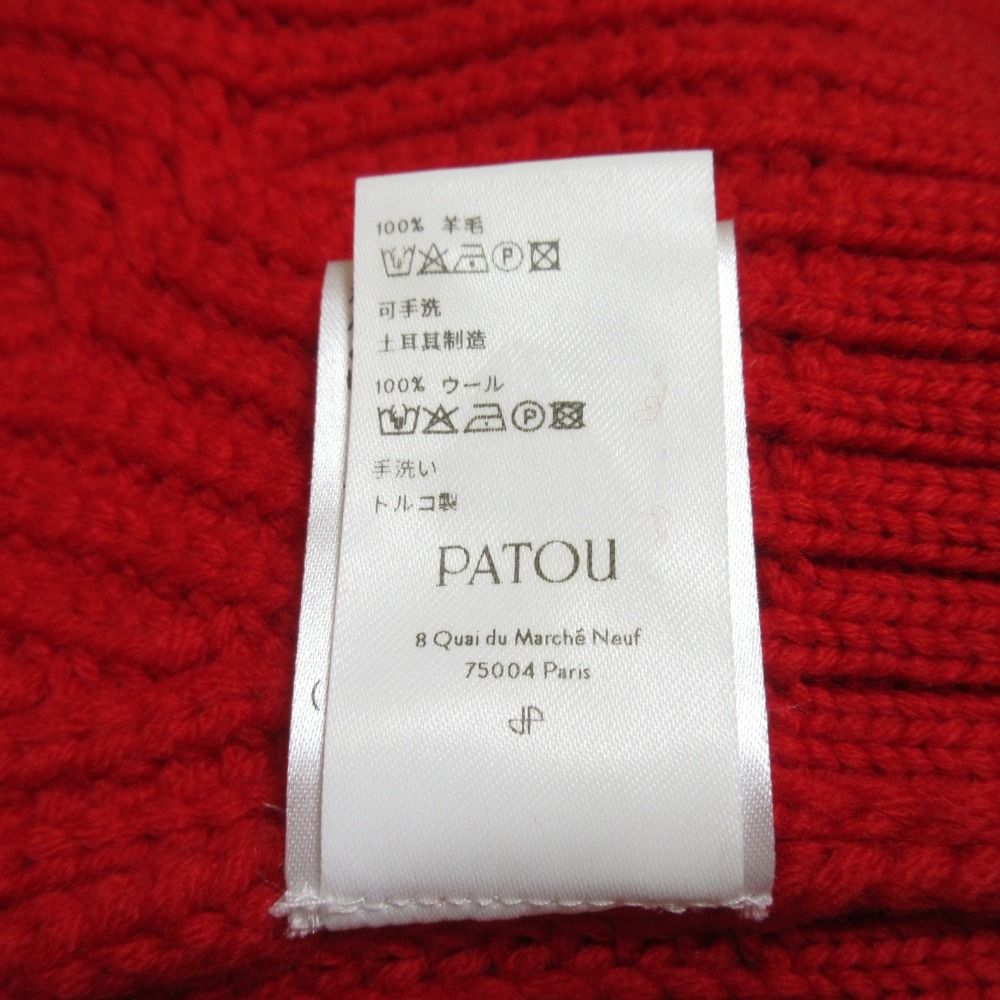 100% 羊毛
P
可手洗
土耳其制造
100% ウール
P
手洗い
トルコ製
PATOU
8 Quai du Marché Neuf
75004 Paris
JP